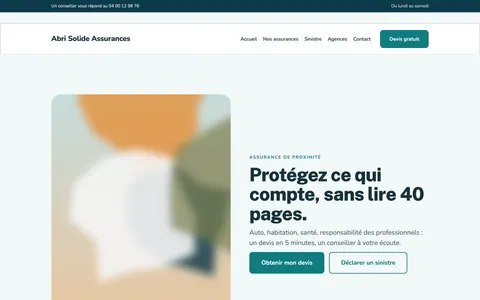 Un conseiller vous répond au 04 00 12 98 76
Du lundi au samedi
Abri Solide Assurances
Accueil
Nos assurances
Sinistre
Agences
Contact
Devis gratuit
ASSURANCE DE PROXIMITÉ
Protégez ce qui
compte, sans lire 40
pages.
Auto, habitation, santé, responsabilité des professionnels :
un devis en 5 minutes, un conseiller à votre écoute.
Obtenir mon devis
Déclarer un sinistre